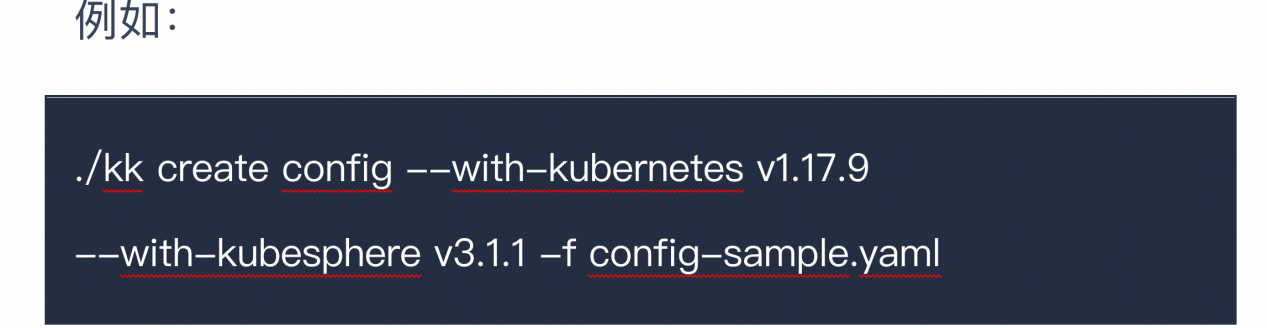 例如：
./kk create config --with-kubernetes v1.17.9
--with-kubesphere v3.1.1 -f config-sample.yaml